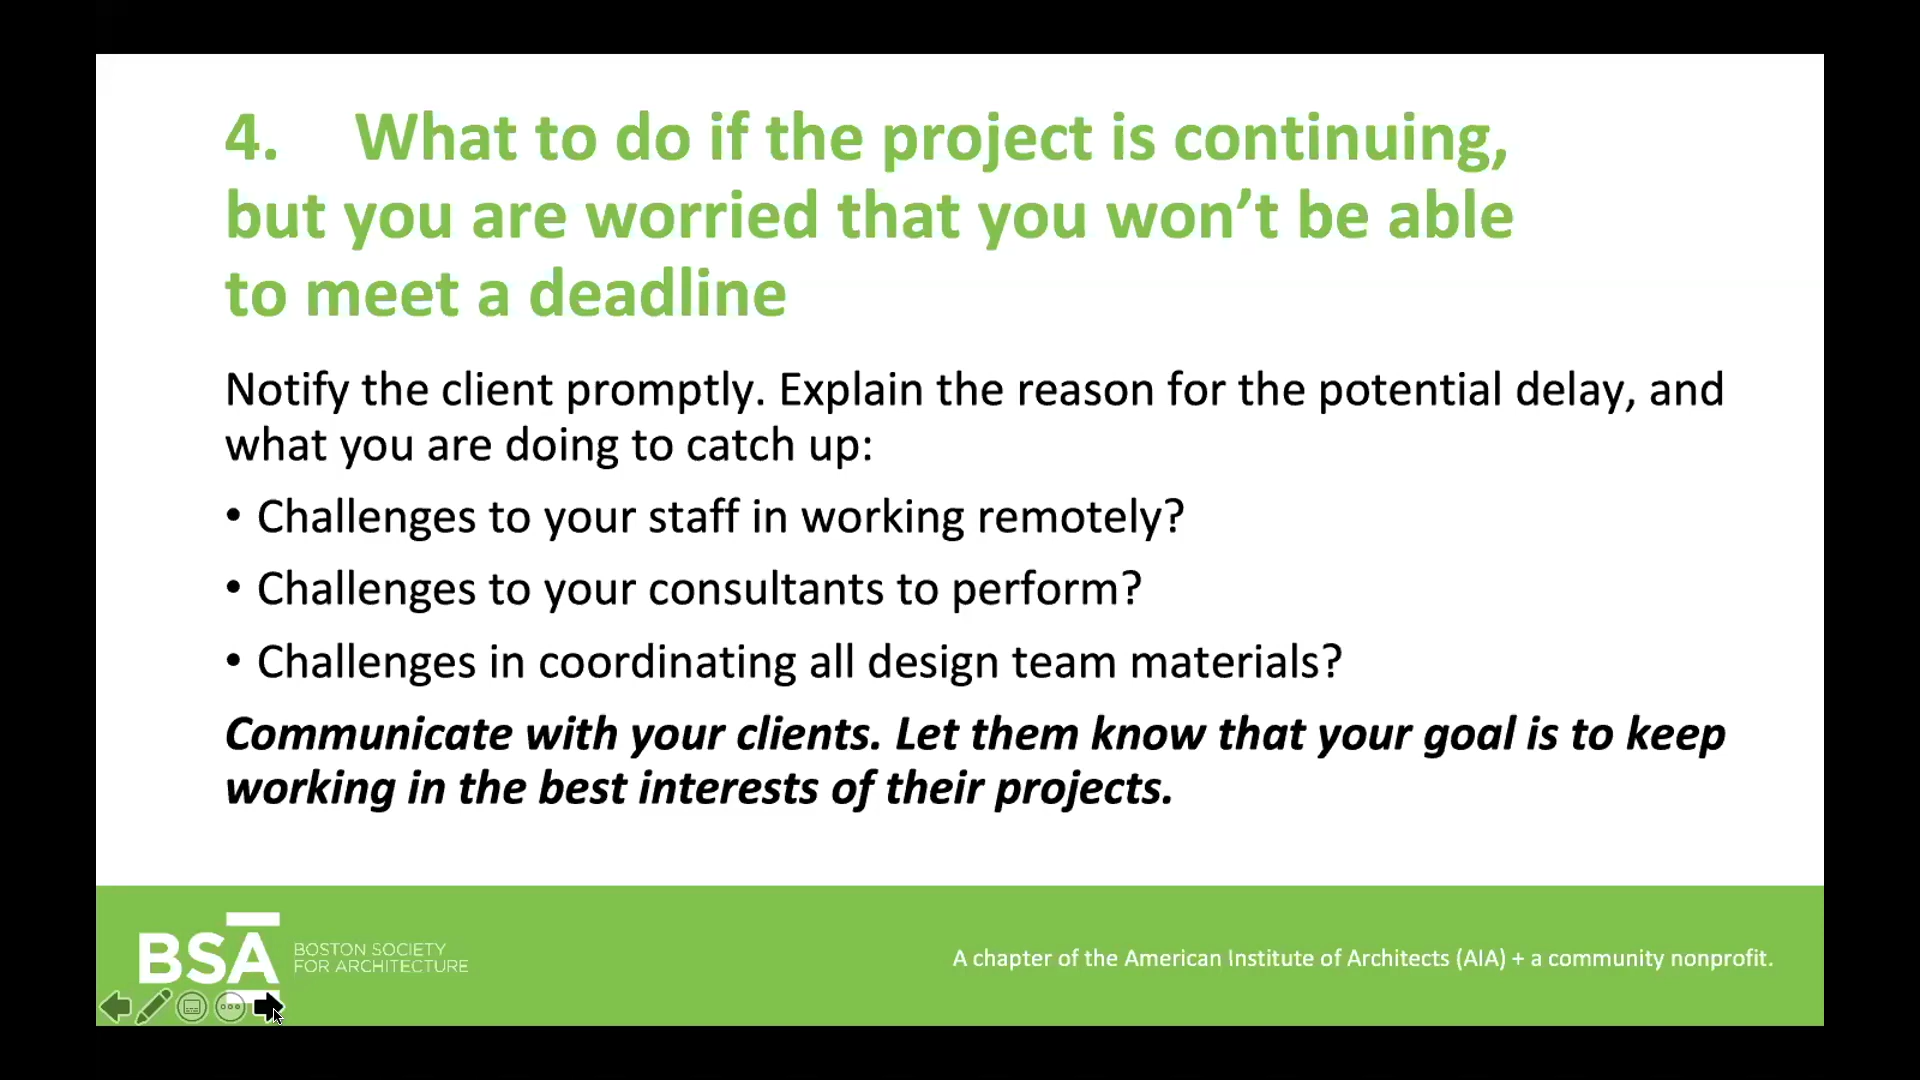 4. What to do if the project is continuing,
but you are worried that you won’t be able
to meet a deadline
Notify the client promptly. Explain the reason for the potential delay, and
what you are doing to catch up:
• Challenges to your staff in working remotely?
• Challenges to your consultants to perform?
• Challenges in coordinating all design team materials?
Communicate with your clients. Let them know that your goal is to keep
working in the best interests of their projects.
BSA
BOSTON SOCIETY
FOR ARCHITECTURE
A chapter of the American Institute of Architects (AIA) + a community nonprofit.